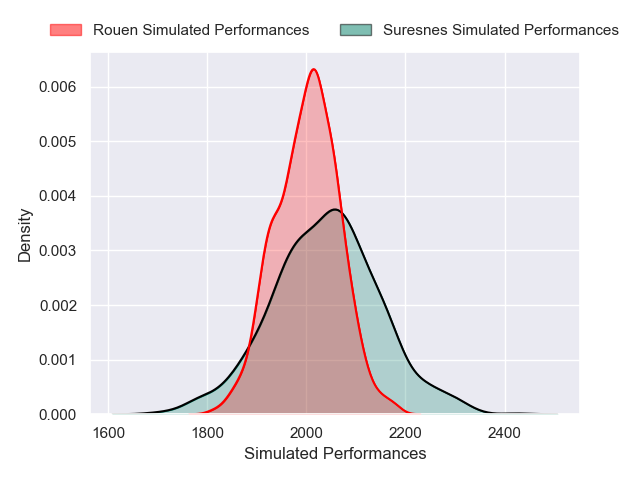 Rouen Simulated Performances Suresnes Simulated Performances
0.006
0.005
0.004
0.003
0.002
0.001
0.000
Density
1600 1800 2000 2200 2400
Simulated Performances